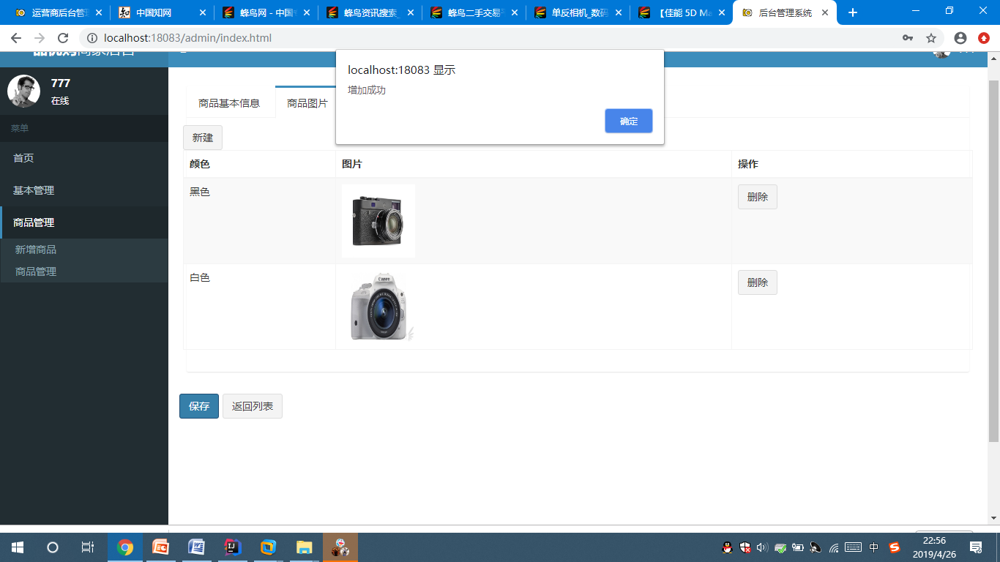 运营商后台管理
中国知网
蜂鸟网 - 中国
蜂鸟资讯搜索_
蜂鸟二手交易
单反相机_数码
【佳能 5D Ma
后台管理系统
localhost:18083/admin/index.html
777
在线
菜单
首页
基本管理
商品管理
新增商品
商品管理
localhost:18083 显示
增加成功
确定
商品基本信息
商品图片
新建
颜色
图片
操作
黑色
删除
白色
Canon
删除
保存
返回列表
中
22:56
2019/4/26